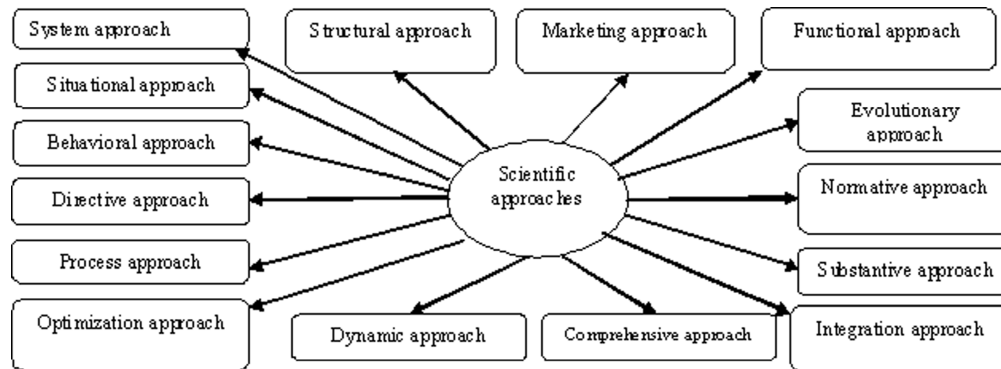 System approach
Structural approach
Marketing approach
Functional approach
Situational approach
Behavioral approach
Directive approach
Process approach
Optimization approach
Scientific
approaches
Evolutionary
approach
Normative approach
Substantive approach
Dynamic approach
Comprehensive approach
Integration approach